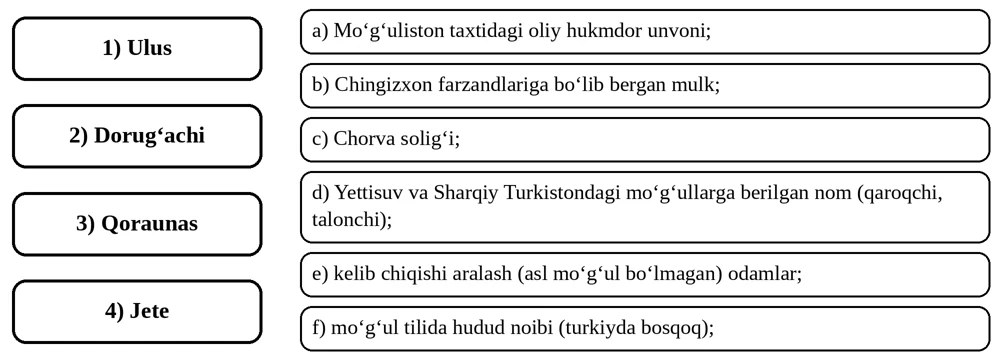 1) Ulus
2) Dorug‘achi
3) Qoraunas
4) Jete
a) Mo‘g‘uliston taxtidagi oliy hukmdor unvoni;
b) Chingizxon farzandlariga bo‘lib bergan mulk;
c) Chorva solig‘i;
d) Yettisuv va Sharqiy Turkistondagi mo‘g‘ullarga berilgan nom (qaroqchi,
talonchi);
e) kelib chiqishi aralash (asl mo‘g‘ul bo‘lmagan) odamlar;
f) mo‘g‘ul tilida hudud noibi (turkiyda bosqoq);